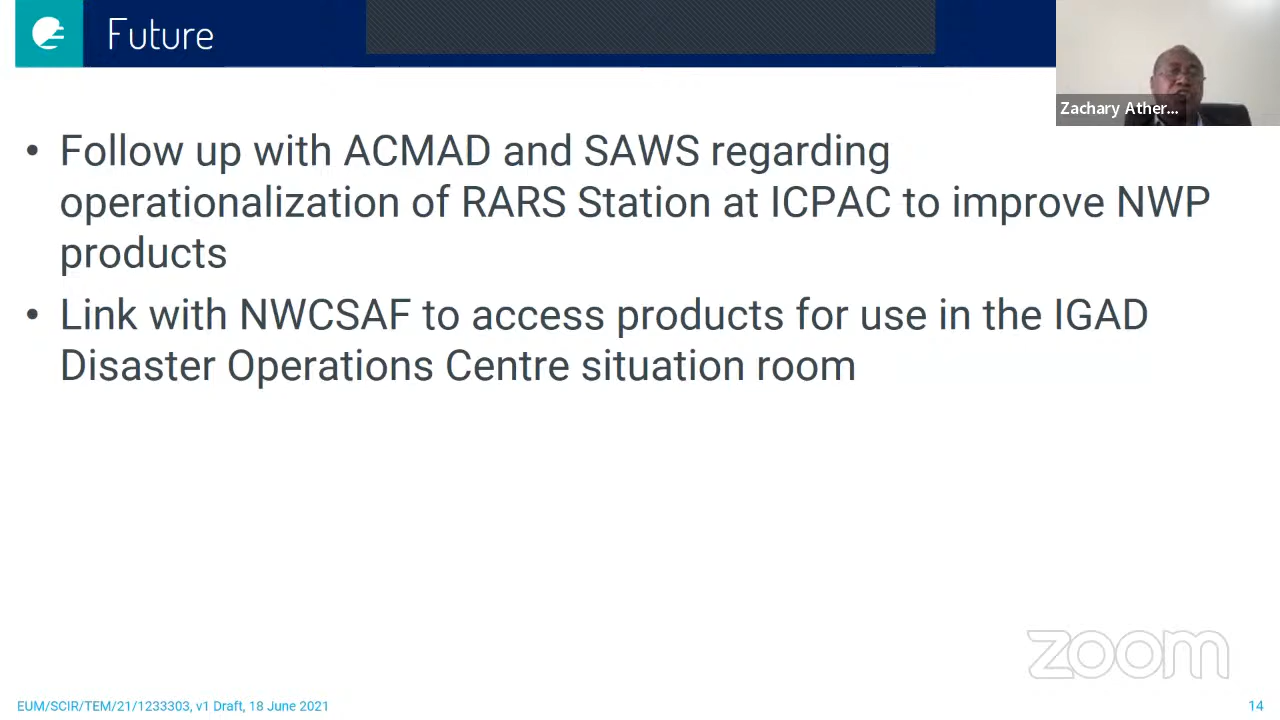 Future
Zachary Ather...
• Follow up with ACMAD and SAWS regarding
operationalization of RARS Station at ICPAC to improve NWP
products
• Link with NWCSAF to access products for use in the IGAD
Disaster Operations Centre situation room
zoom
EUM/SCIR/TEM/21/1233303, v1 Draft, 18 June 2021
14